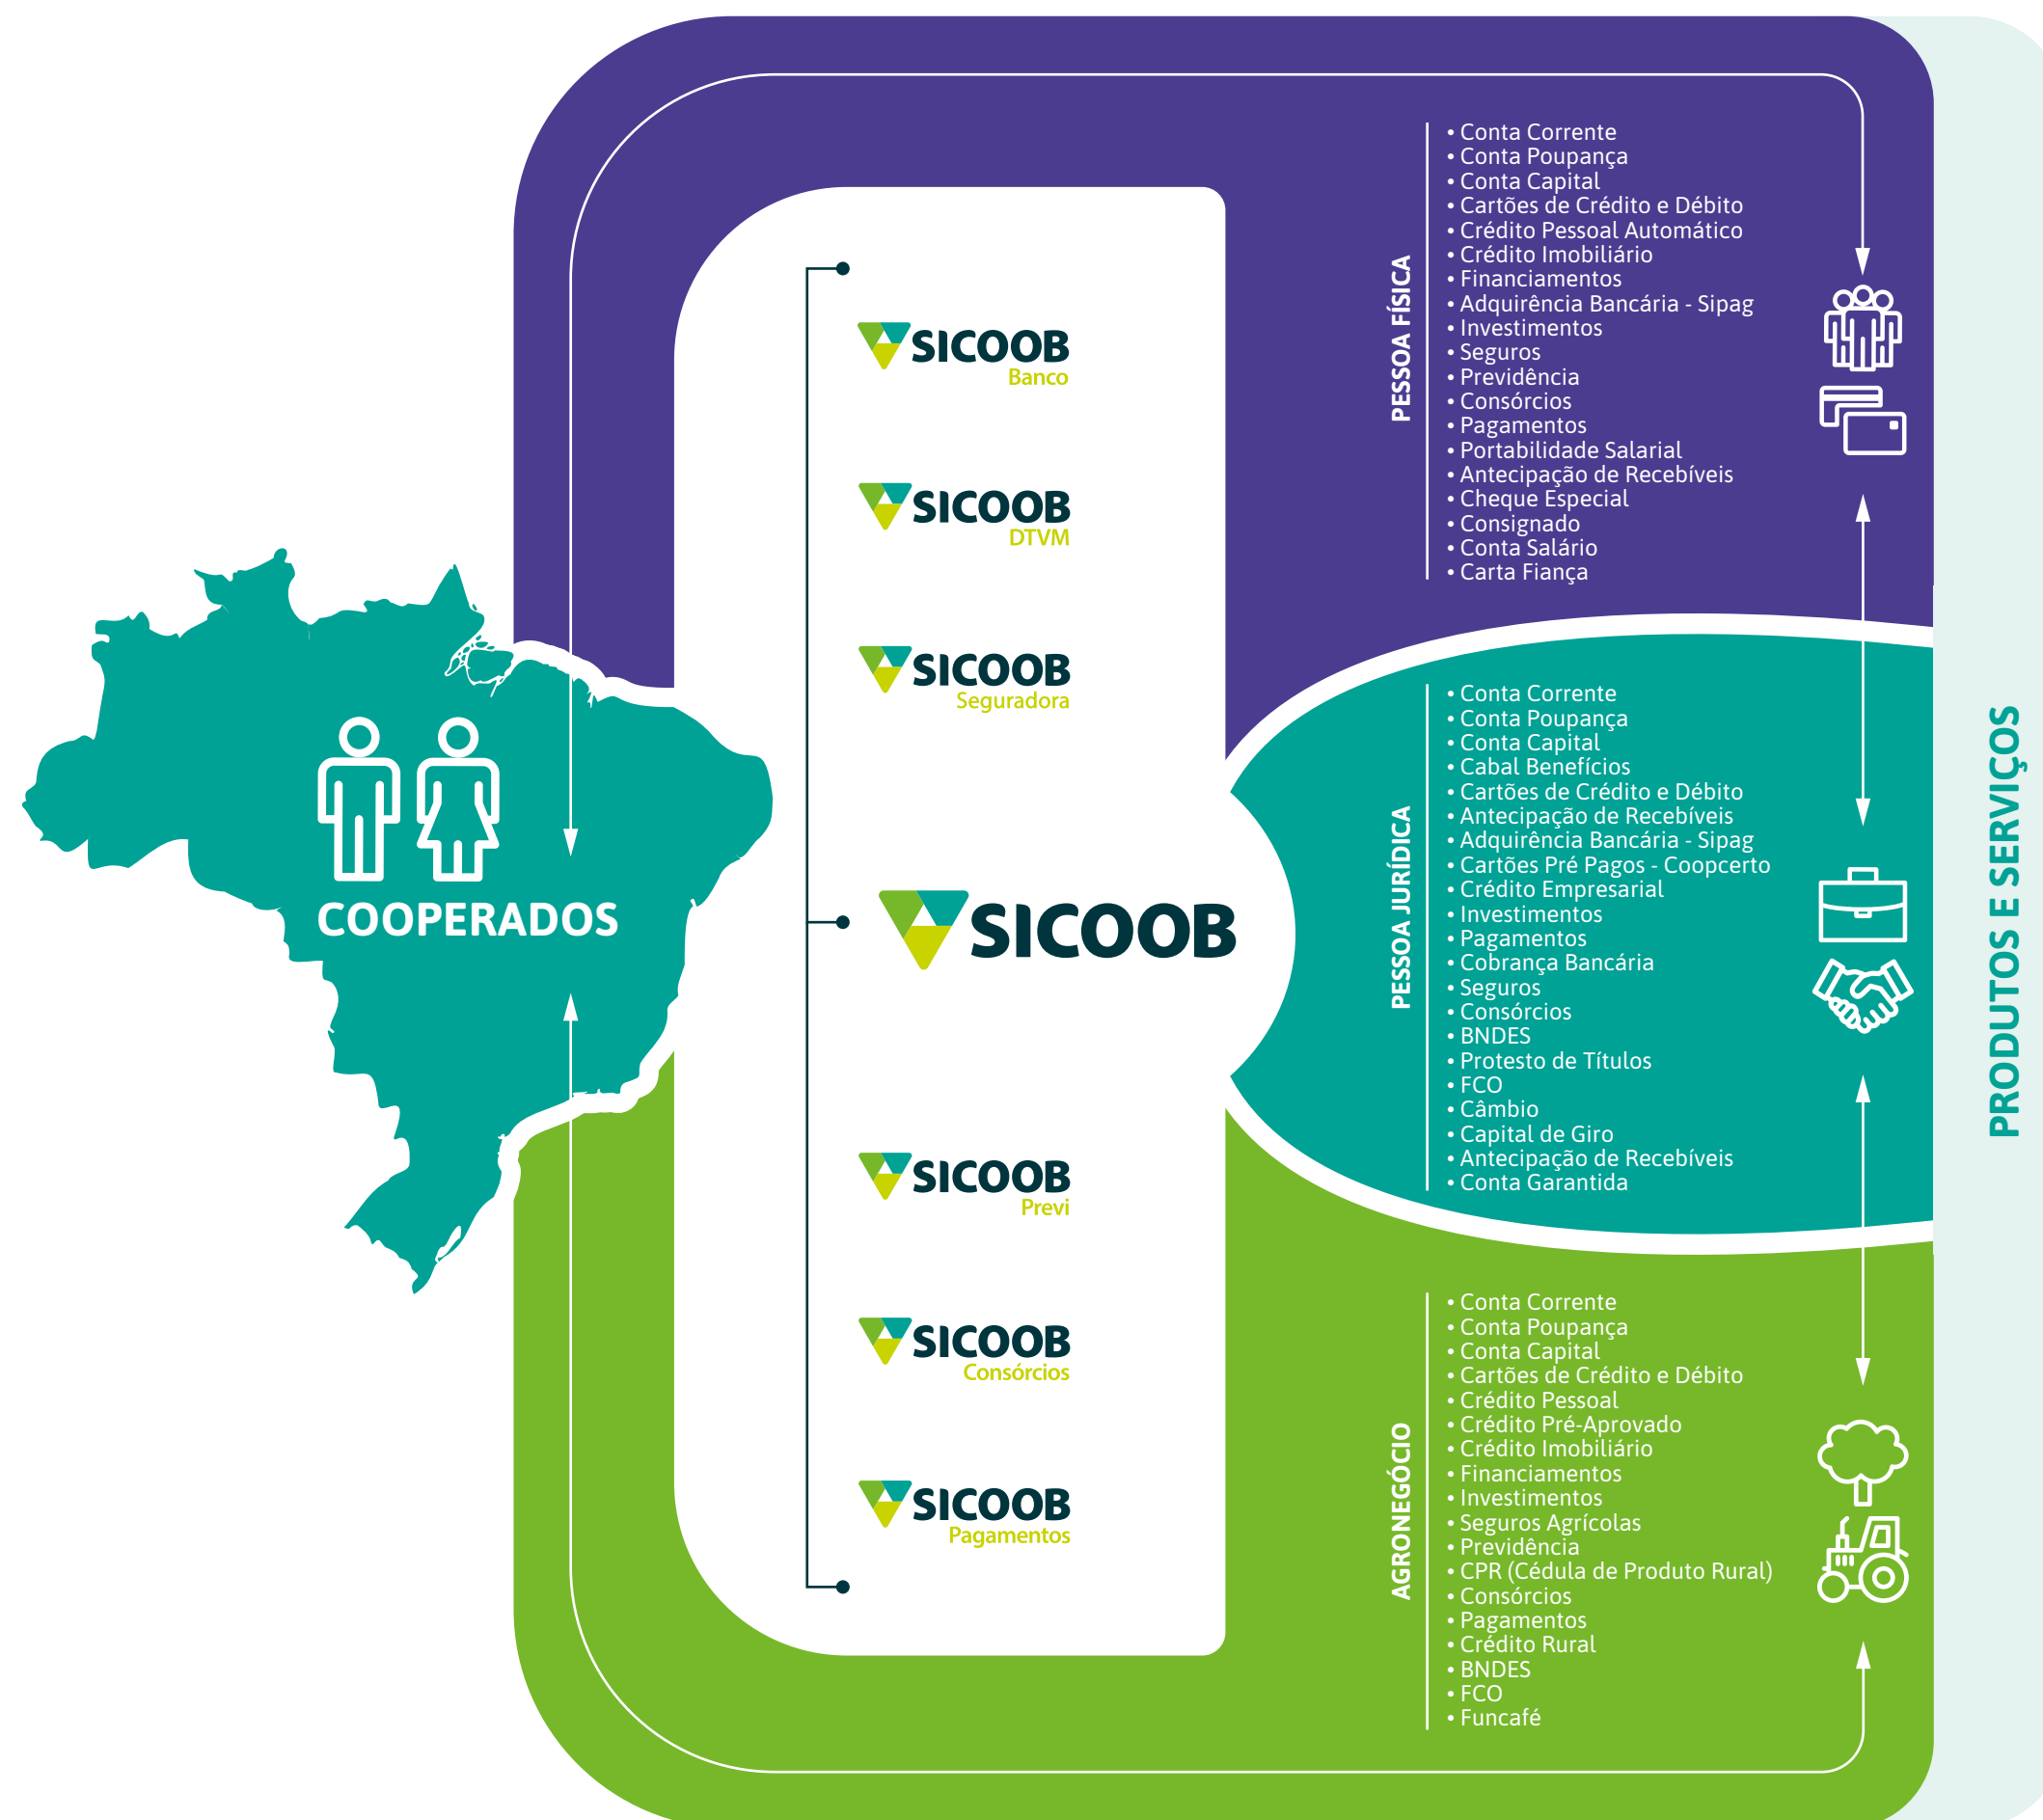 COOPERADOS
SICOOB
Banco
SICOOB
DTVM
SICOOB
Seguradora
SICOOB
SICOOB
Previ
SICOOB
Consórcios
SICOOB
Pagamentos
PESSOA FÍSICA
• Conta Corrente
• Conta Poupança
• Conta Capital
• Cartões de Crédito e Débito
• Crédito Pessoal Automático
• Crédito Imobiliário
• Financiamentos
• Adquirência Bancária - Sipag
• Investimentos
• Seguros
• Previdência
• Consórcios
• Pagamentos
• Portabilidade Salarial
• Antecipação de Recebíveis
• Cheque Especial
• Consignado
• Conta Salário
• Carta Fiança
PESSOA JURÍDICA
• Conta Corrente
• Conta Poupança
• Conta Capital
• Cabal Benefícios
• Cartões de Crédito e Débito
• Antecipação de Recebíveis
• Adquirência Bancária - Sipag
• Cartões Pré Pagos - Coopcerto
• Crédito Empresarial
• Investimentos
• Pagamentos
• Cobrança Bancária
• Seguros
• Consórcios
• BNDES
• Protesto de Títulos
• FCO
• Câmbio
• Capital de Giro
• Antecipação de Recebíveis
• Conta Garantida
AGRONEGÓCIO
• Conta Corrente
• Conta Poupança
• Conta Capital
• Cartões de Crédito e Débito
• Crédito Pessoal
• Crédito Pré-Aprovado
• Crédito Imobiliário
• Financiamentos
• Investimentos
• Seguros Agrícolas
• Previdência
• CPR (Cédula de Produto Rural)
• Consórcios
• Pagamentos
• Crédito Rural
• BNDES
• FCO
• Funcafé
PRODUTOS E SERVIÇOS